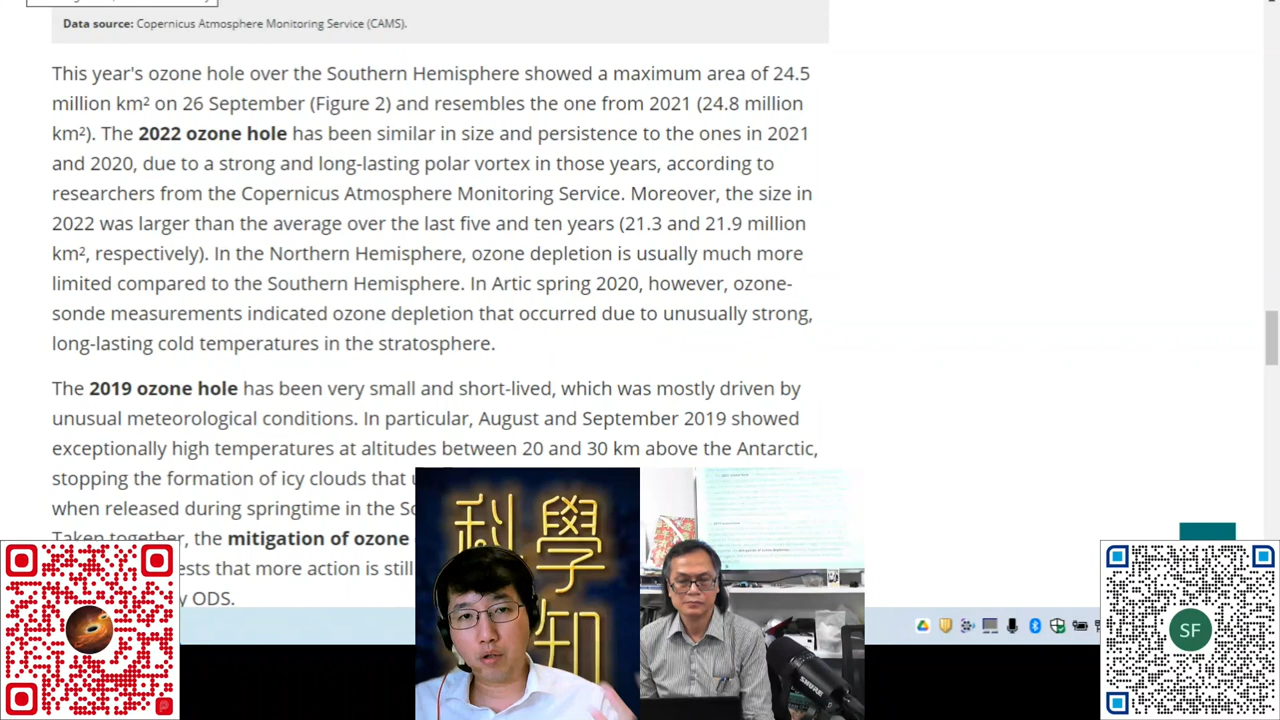 Data source: Copernicus Atmosphere Monitoring Service (CAMS).
This year's ozone hole over the Southern Hemisphere showed a maximum area of 24.5
million km² on 26 September (Figure 2) and resembles the one from 2021 (24.8 million
km²). The 2022 ozone hole has been similar in size and persistence to the ones in 2021
and 2020, due to a strong and long-lasting polar vortex in those years, according to
researchers from the Copernicus Atmosphere Monitoring Service. Moreover, the size in
2022 was larger than the average over the last five and ten years (21.3 and 21.9 million
km², respectively). In the Northern Hemisphere, ozone depletion is usually much more
limited compared to the Southern Hemisphere. In Artic spring 2020, however, ozone-
sonde measurements indicated ozone depletion that occurred due to unusually strong,
long-lasting cold temperatures in the stratosphere.
The 2019 ozone hole has been very small and short-lived, which was mostly driven by
unusual meteorological conditions. In particular, August and September 2019 showed
exceptionally high temperatures at altitudes between 20 and 30 km above the Antarctic,
stopping the formation of icy clouds that
when released during springtime in the
Taken together, the mitigation of ozone
that more action is still
ODS.
科學
知
SF
SHURE